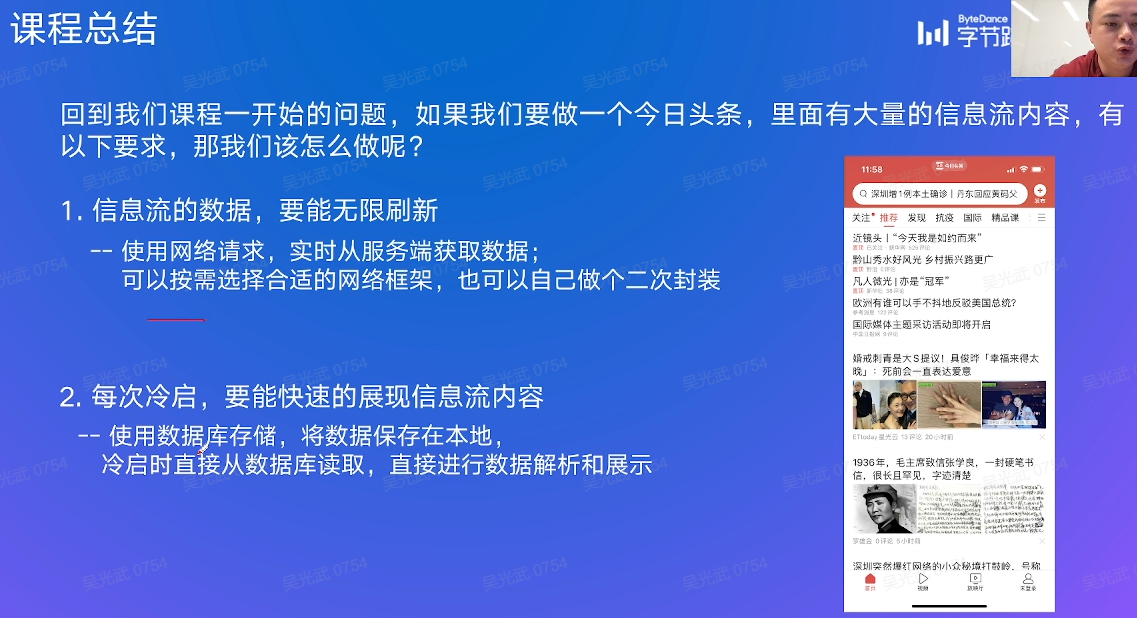 课程总结
ByteDance
字节跳
回到我们课程一开始的问题，如果我们要做一个今日头条，里面有大量的信息流内容，有
以下要求，那我们该怎么做呢？
1. 信息流的数据，要能无限刷新
-- 使用网络请求，实时从服务端获取数据；
可以按需选择合适的网络框架，也可以自己做个二次封装
2. 每次冷启，要能快速的展现信息流内容
-- 使用数据库存储，将数据保存在本地，
冷启时直接从数据库读取，直接进行数据解析和展示
11:58
深圳增1例本土确诊 | 丹东回应黄码父
发布
关注 推荐 发现 抗疫 国际 精品课
近镜头丨“今天我是如约而来”
黔山秀水好风光 乡村振兴路更广
凡人微光 | 亦是“冠军”
欧洲有谁可以手不抖地反驳美国总统？
国际媒体主题采访活动即将开启
婚戒刺青是大S提议！具俊晔「幸福来得太
晚」：死前会一直表达爱意
ETtoday星光云 13评论 20小时前
1936年，毛主席致信张学良，一封硬笔书
信，很长且罕见，字迹清楚
0评论 5小时前
深圳突然爆红网络的小众秘境打鼓岭，号称
首页 视频 放映厅 未登录
吴光武 0754